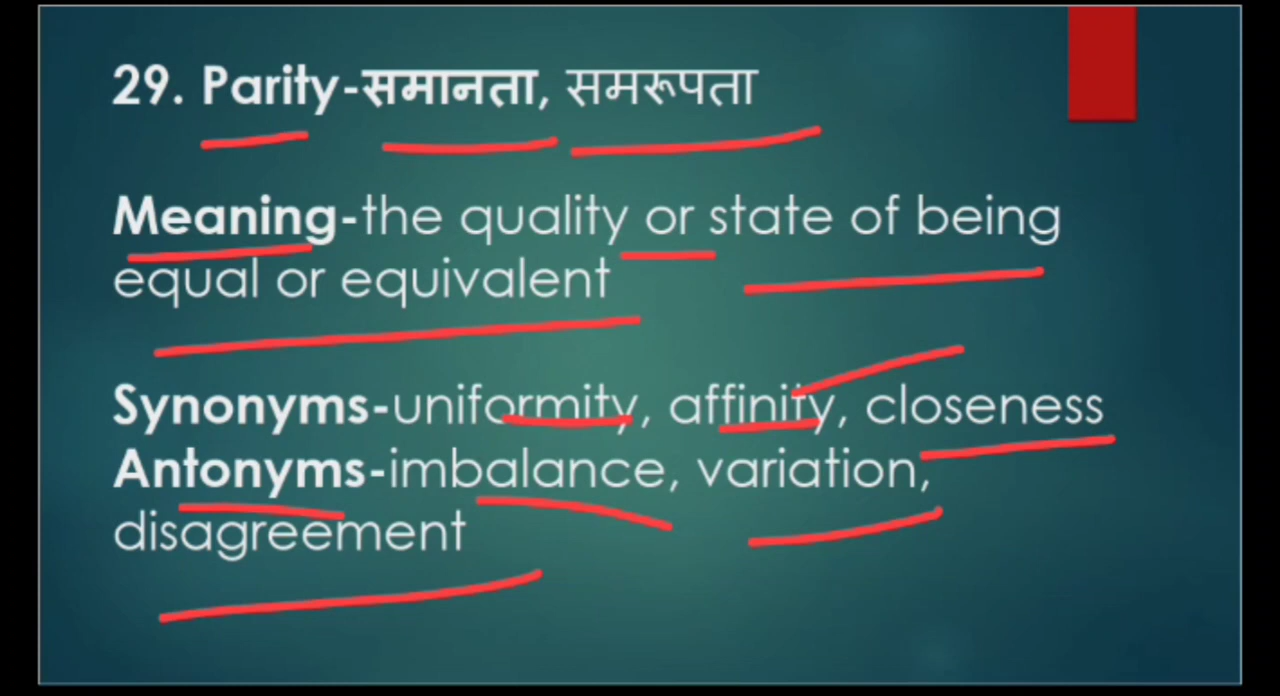 29. Parity-समानता, समरूपता
Meaning-the quality or state of being
equal or equivalent
Synonyms-uniformity, affinity, closeness
Antonyms-imbalance, variation,
disagreement